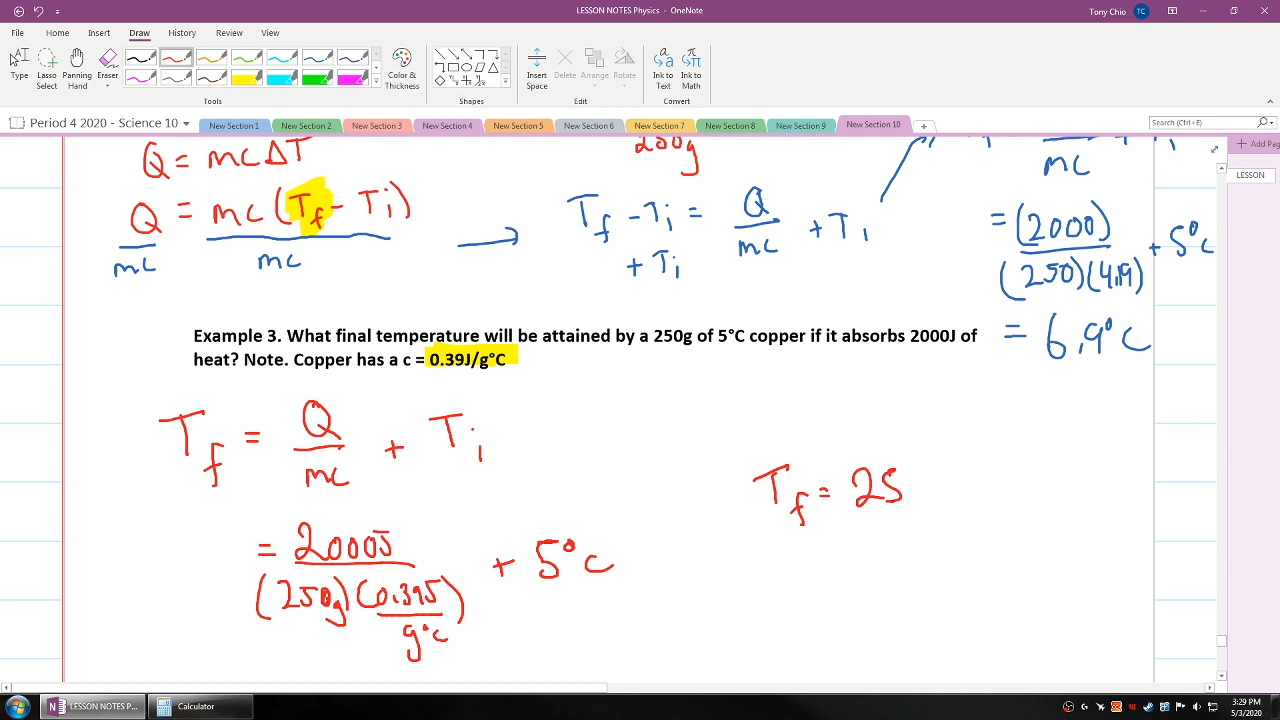 LESSON NOTES Physics - OneNote
Tony Chio TC
File Home Insert Draw History Review View
Type Lasso Select Panning Hand Eraser Color & Thickness Insert Space Delete Arrange Rotate Ink to Text Ink to Math
Tools Shapes Edit Convert
Period 4 2020 - Science 10 New Section 1 New Section 2 New Section 3 New Section 4 New Section 5 New Section 6 New Section 7 New Section 8 New Section 9 New Section 10 Search (Ctrl+E)
Add Pag
LESSON
Q = mcΔT
250g
mc
Q = mc (Tf - Ti)
mc mc
Tf - Ti = Q/mc + Ti
+ Ti
= (2000)/(250)(4.19) + 5°C
= 6.9°C
Example 3. What final temperature will be attained by a 250g of 5°C copper if it absorbs 2000J of
heat? Note. Copper has a c = 0.39J/g°C
Tf = Q/mc + Ti
Tf = 25
= 2000J/(250g)(0.39J/g°C) + 5°C
LESSON NOTES P... Calculator
3:29 PM
5/3/2020